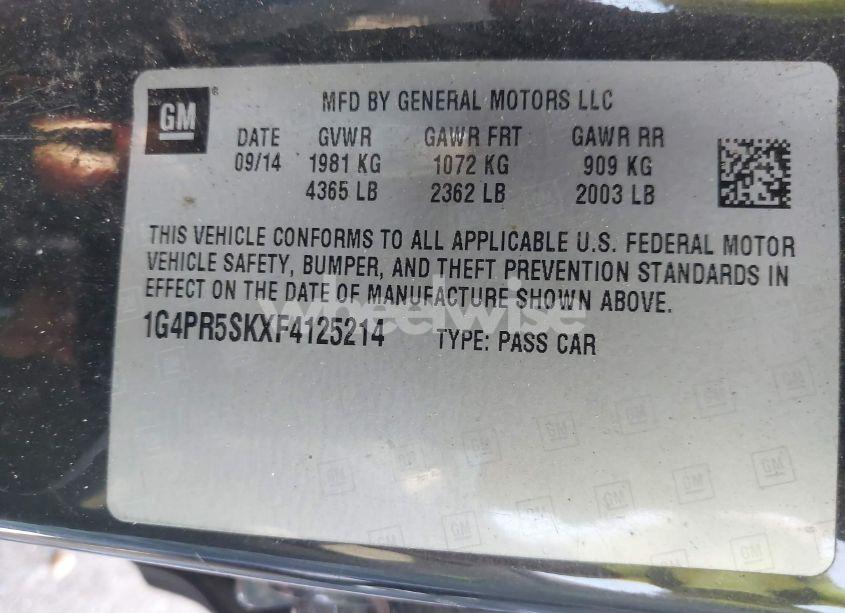 GM ® MFD BY GENERAL MOTORS LLC
DATE GVWR GAWR FRT GAWR RR
09/14 1981 KG 1072 KG 909 KG
4365 LB 2362 LB 2003 LB
THIS VEHICLE CONFORMS TO ALL APPLICABLE U.S. FEDERAL MOTOR
VEHICLE SAFETY, BUMPER, AND THEFT PREVENTION STANDARDS IN
EFFECT ON THE DATE OF MANUFACTURE SHOWN ABOVE.
wheelwise
1G4PR5SKXF4125214 TYPE: PASS CAR